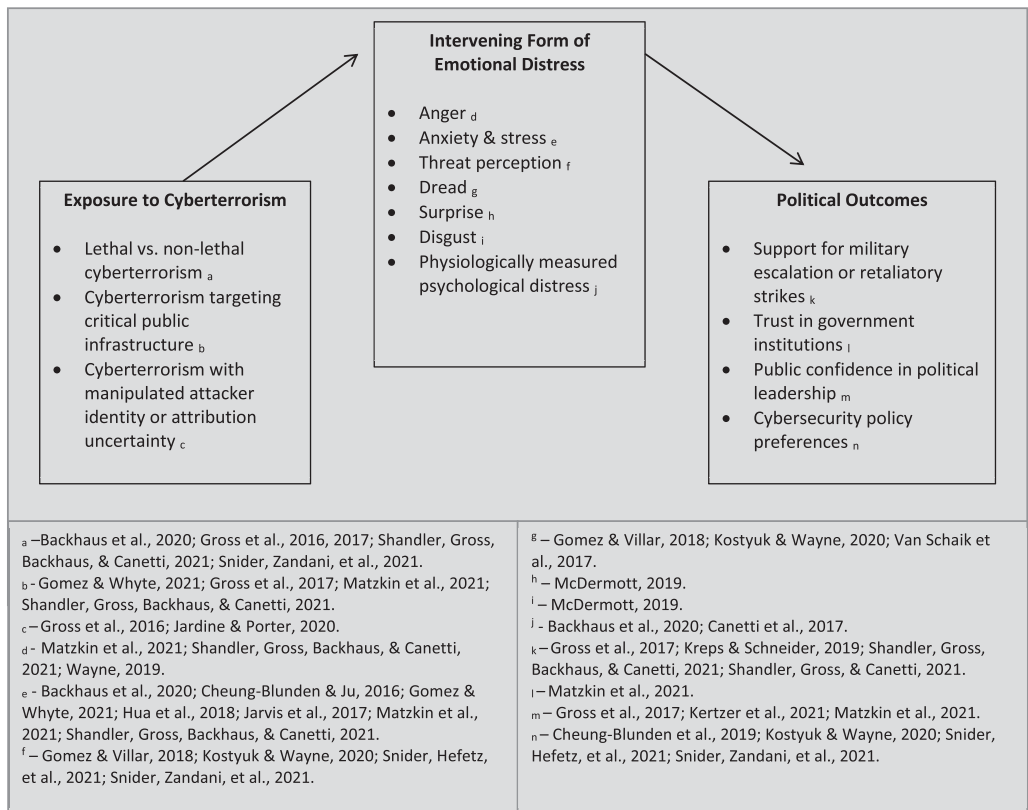 Intervening Form of
Emotional Distress
• Anger d
• Anxiety & stress e
• Threat perception f
• Dread g
• Surprise h
• Disgust i
• Physiologically measured
psychological distress j
Exposure to Cyberterrorism
• Lethal vs. non-lethal
cyberterrorism a
• Cyberterrorism targeting
critical public
infrastructure b
• Cyberterrorism with
manipulated attacker
identity or attribution
uncertainty c
Political Outcomes
• Support for military
escalation or retaliatory
strikes k
• Trust in government
institutions l
• Public confidence in political
leadership m
• Cybersecurity policy
preferences n
a –Backhaus et al., 2020; Gross et al., 2016, 2017; Shandler, Gross,
Backhaus, & Canetti, 2021; Snider, Zandani, et al., 2021.
b - Gomez & Whyte, 2021; Gross et al., 2017; Matzkin et al., 2021;
Shandler, Gross, Backhaus, & Canetti, 2021.
c – Gross et al., 2016; Jardine & Porter, 2020.
d - Matzkin et al., 2021; Shandler, Gross, Backhaus, & Canetti,
2021; Wayne, 2019.
e - Backhaus et al., 2020; Cheung-Blunden & Ju, 2016; Gomez &
Whyte, 2021; Hua et al., 2018; Jarvis et al., 2017; Matzkin et al.,
2021; Shandler, Gross, Backhaus, & Canetti, 2021.
f – Gomez & Villar, 2018; Kostyuk & Wayne, 2020; Snider, Hefetz,
et al., 2021; Snider, Zandani, et al., 2021.
g – Gomez & Villar, 2018; Kostyuk & Wayne, 2020; Van Schaik et
al., 2017.
h – McDermott, 2019.
i – McDermott, 2019.
j - Backhaus et al., 2020; Canetti et al., 2017.
k – Gross et al., 2017; Kreps & Schneider, 2019; Shandler, Gross,
Backhaus, & Canetti, 2021; Shandler, Gross, & Canetti, 2021.
l – Matzkin et al., 2021.
m – Gross et al., 2017; Kertzer et al., 2021; Matzkin et al., 2021.
n – Cheung-Blunden et al., 2019; Kostyuk & Wayne, 2020; Snider,
Hefetz, et al., 2021; Snider, Zandani, et al., 2021.